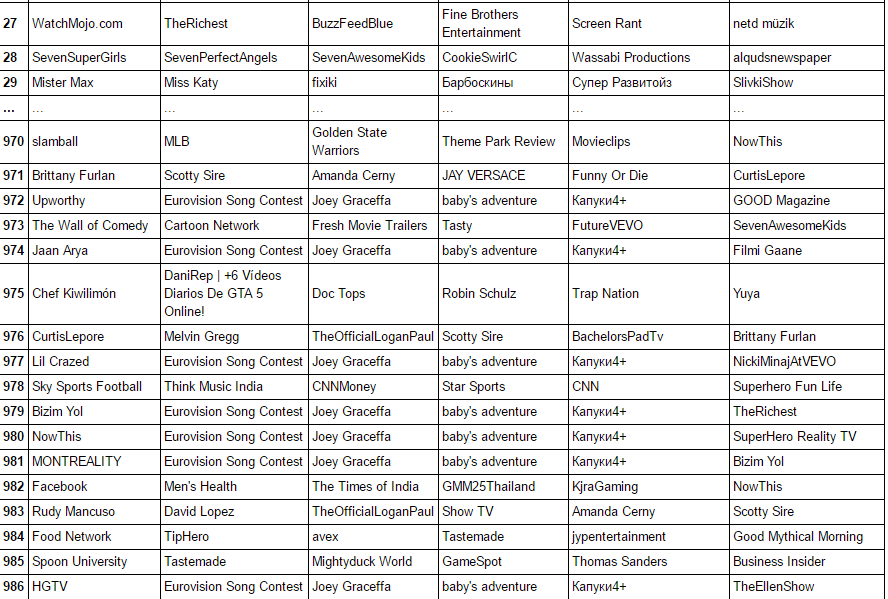 27 WatchMojo.com TheRichest BuzzFeedBlue Fine Brothers Entertainment Screen Rant netd müzik
28 SevenSuperGirls SevenPerfectAngels SevenAwesomeKids CookieSwirlC Wassabi Productions alqudsnewspaper
29 Mister Max Miss Katy fixiki Барбоскины Супер Развитойз SlivkiShow
... ... ... ... ... ... ...
970 slamball MLB Golden State Warriors Theme Park Review Movieclips NowThis
971 Brittany Furlan Scotty Sire Amanda Cerny JAY VERSACE Funny Or Die CurtisLepore
972 Upworthy Eurovision Song Contest Joey Graceffa baby's adventure Капуки4+ GOOD Magazine
973 The Wall of Comedy Cartoon Network Fresh Movie Trailers Tasty FutureVEVO SevenAwesomeKids
974 Jaan Arya Eurovision Song Contest Joey Graceffa baby's adventure Капуки4+ Filmi Gaane
975 Chef Kiwilimón DaniRep | +6 Vídeos Diarios De GTA 5 Online! Doc Tops Robin Schulz Trap Nation Yuya
976 CurtisLepore Melvin Gregg TheOfficialLoganPaul Scotty Sire BachelorsPadTv Brittany Furlan
977 Lil Crazed Eurovision Song Contest Joey Graceffa baby's adventure Капуки4+ NickiMinajAtVEVO
978 Sky Sports Football Think Music India CNNMoney Star Sports CNN Superhero Fun Life
979 Bizim Yol Eurovision Song Contest Joey Graceffa baby's adventure Капуки4+ TheRichest
980 NowThis Eurovision Song Contest Joey Graceffa baby's adventure Капуки4+ SuperHero Reality TV
981 MONTREALITY Eurovision Song Contest Joey Graceffa baby's adventure Капуки4+ Bizim Yol
982 Facebook Men's Health The Times of India GMM25Thailand KjraGaming NowThis
983 Rudy Mancuso David Lopez TheOfficialLoganPaul Show TV Amanda Cerny Scotty Sire
984 Food Network TipHero avex Tastemade jypentertainment Good Mythical Morning
985 Spoon University Tastemade Mightyduck World GameSpot Thomas Sanders Business Insider
986 HGTV Eurovision Song Contest Joey Graceffa baby's adventure Капуки4+ TheEllenShow